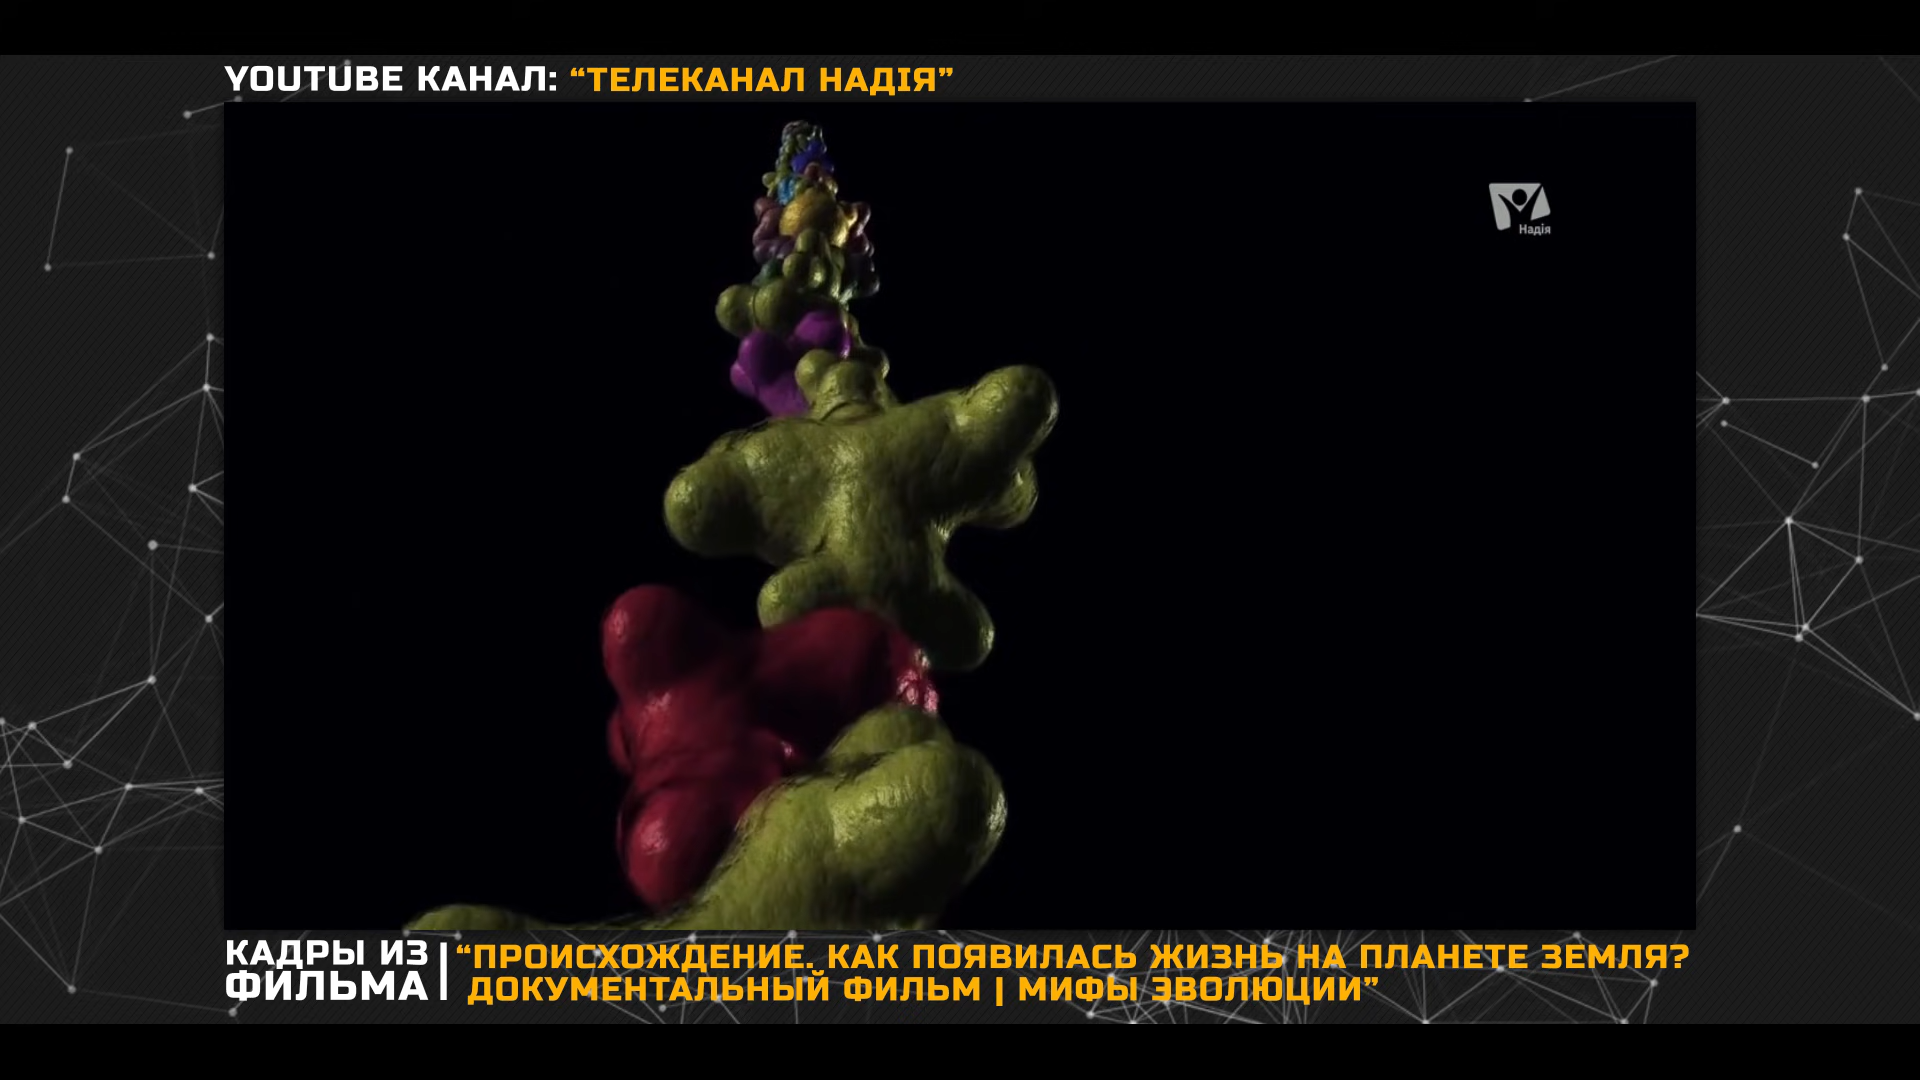 YOUTUBE КАНАЛ: “ТЕЛЕКАНАЛ НАДІЯ”
Надія
КАДРЫ ИЗ ФИЛЬМА
“ПРОИСХОЖДЕНИЕ. КАК ПОЯВИЛАСЬ ЖИЗНЬ НА ПЛАНЕТЕ ЗЕМЛЯ?
ДОКУМЕНТАЛЬНЫЙ ФИЛЬМ | МИФЫ ЭВОЛЮЦИИ”